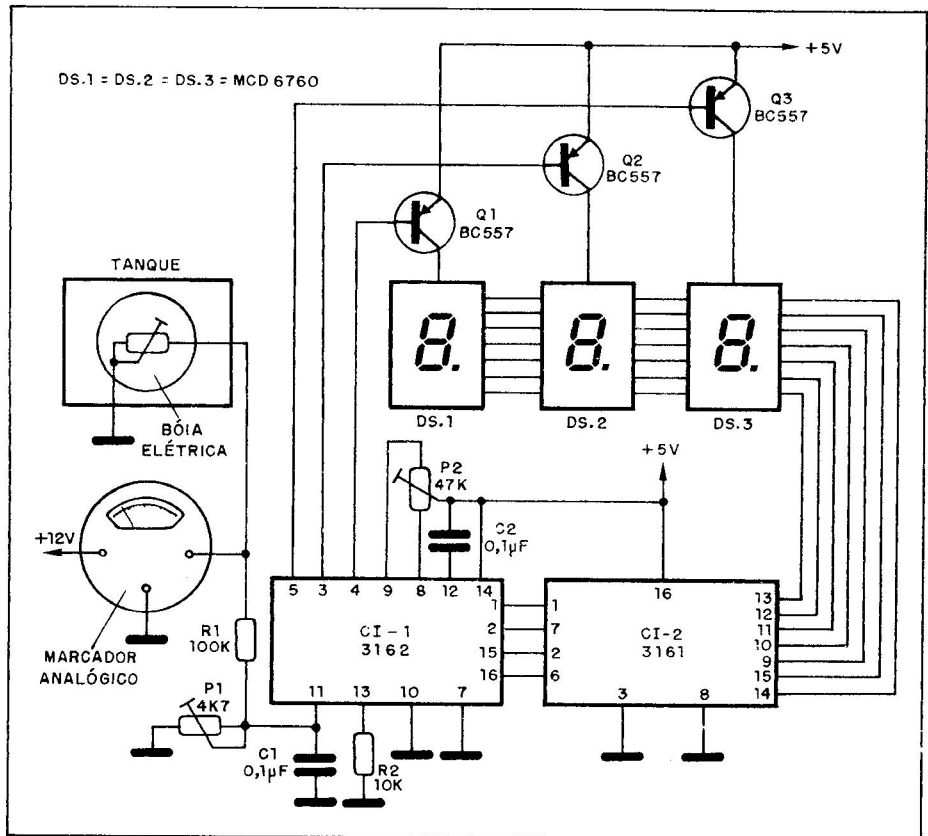 +5V
DS.1 = DS.2 = DS.3 = MCD 6760
Q3
BC557
Q2
BC557
Q1
BC557
TANQUE
BÓIA
ELÉTRICA
8.
8.
8.
DS.1
DS.2
DS.3
+5V
P2
47K
C2
0,1µF
+12V
MARCADOR
ANALÓGICO
R1
100K
P1
4K7
5
3
4
9
8
12
14
1
2
15
16
CI-1
3162
11
13
10
7
C1
0,1µF
R2
10K
16
1
7
2
6
CI-2
3161
13
12
11
10
9
15
14
3
8